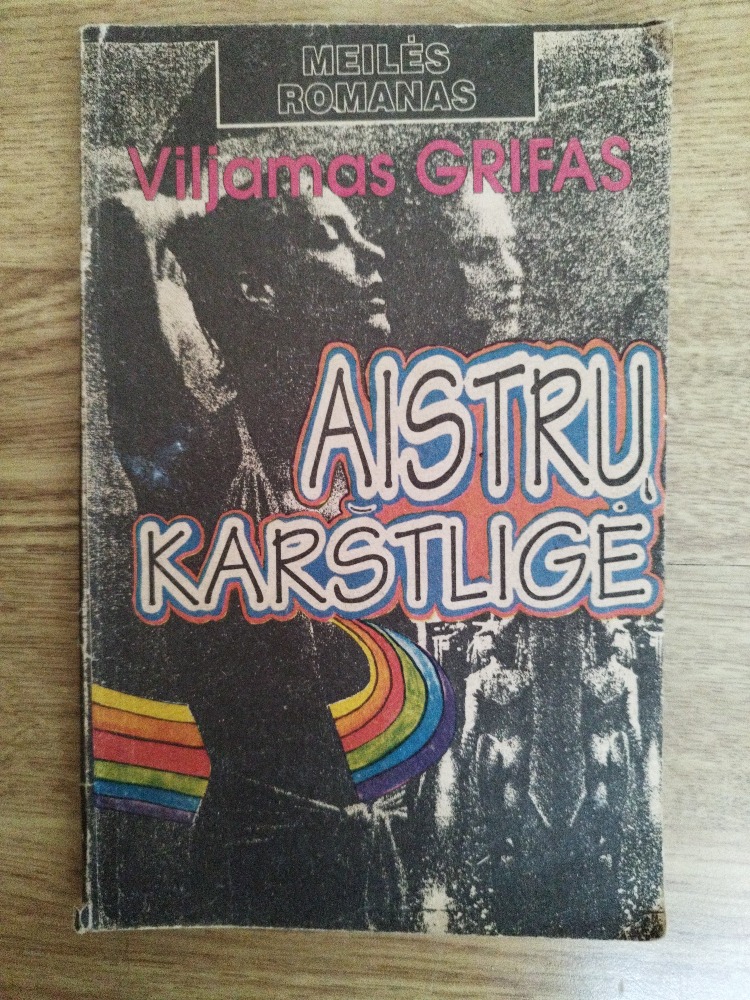 MEILĖS
ROMANAS
Viljamas GRIFAS
AISTRŲ
KARŠTLIGĖ